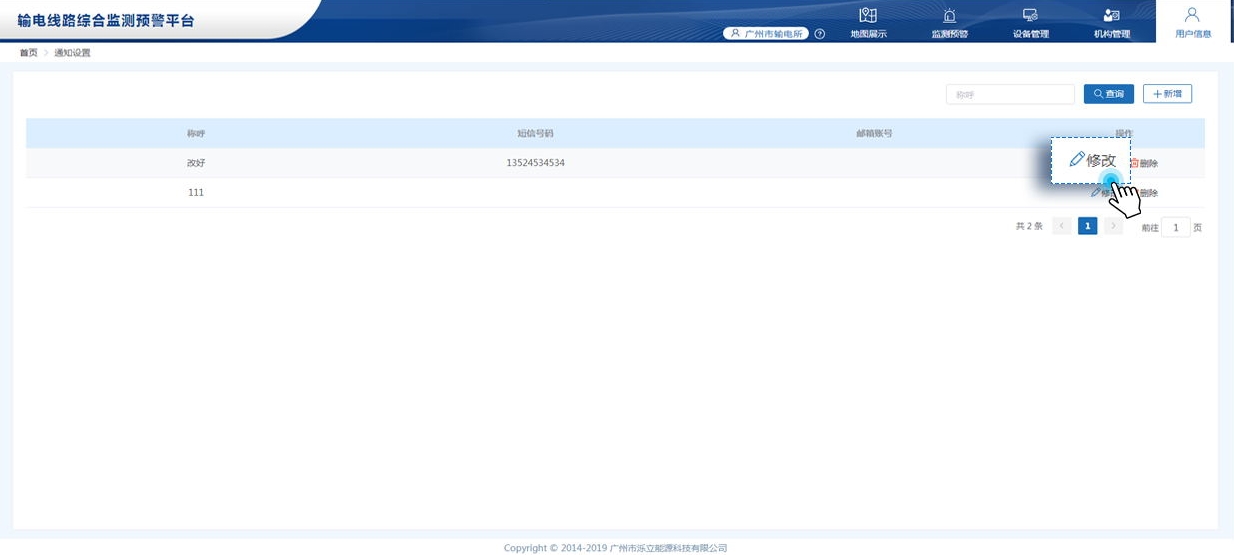 输电线路综合监测预警平台
广州市输电所
地图展示
监测预警
设备管理
机构管理
用户信息
首页 > 通知设置
称呼
查询
新增
称呼 短信号码 邮箱账号 操作
改好 13524534534 修改 删除
111 删除
共 2 条 1 前往 1 页
Copyright © 2014-2019 广州市泺立能源科技有限公司